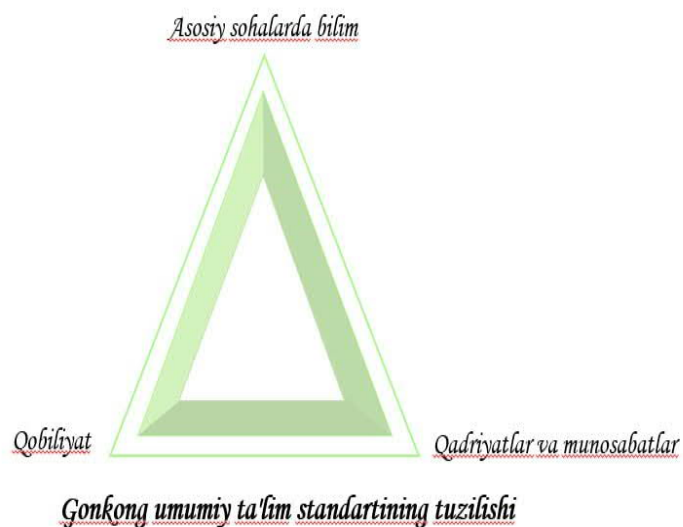 Asosiy sohalarda bilim
Qobiliyat
Qadriyatlar va munosabatlar
Gonkong umumiy ta'lim standartining tuzilishi